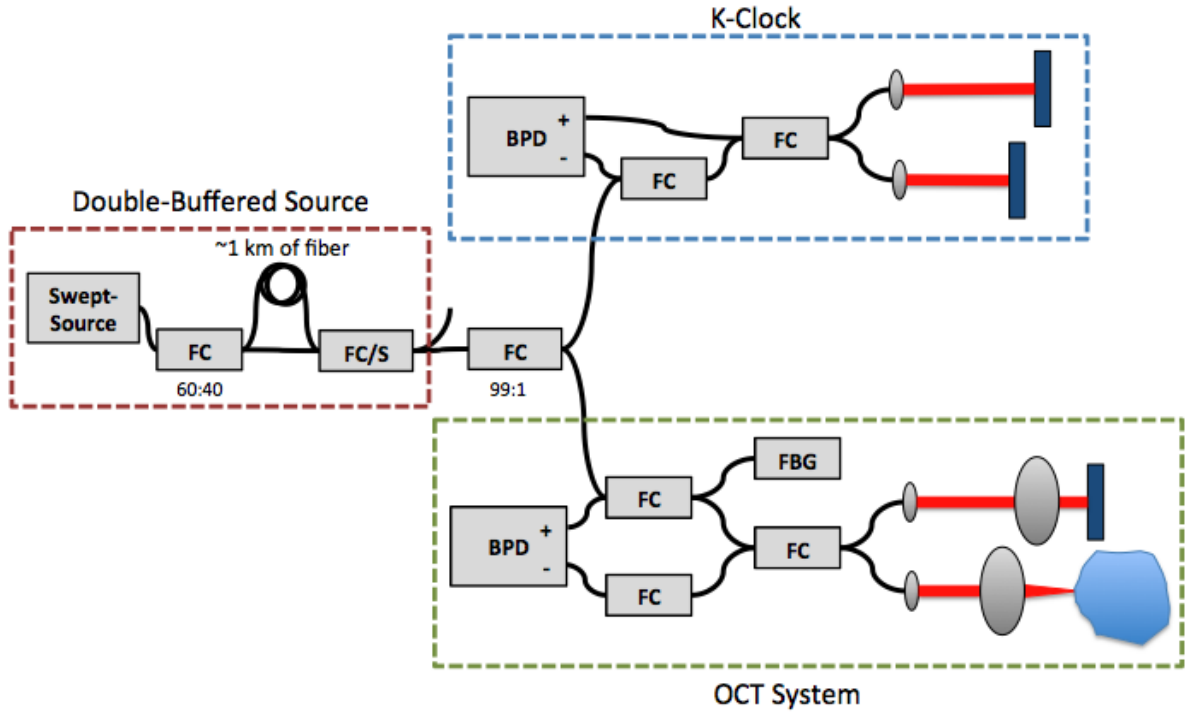 K-Clock
BPD
+
-
FC
FC
Double-Buffered Source
~1 km of fiber
Swept-
Source
FC
60:40
FC/S
FC
99:1
FBG
FC
BPD
+
-
FC
FC
OCT System